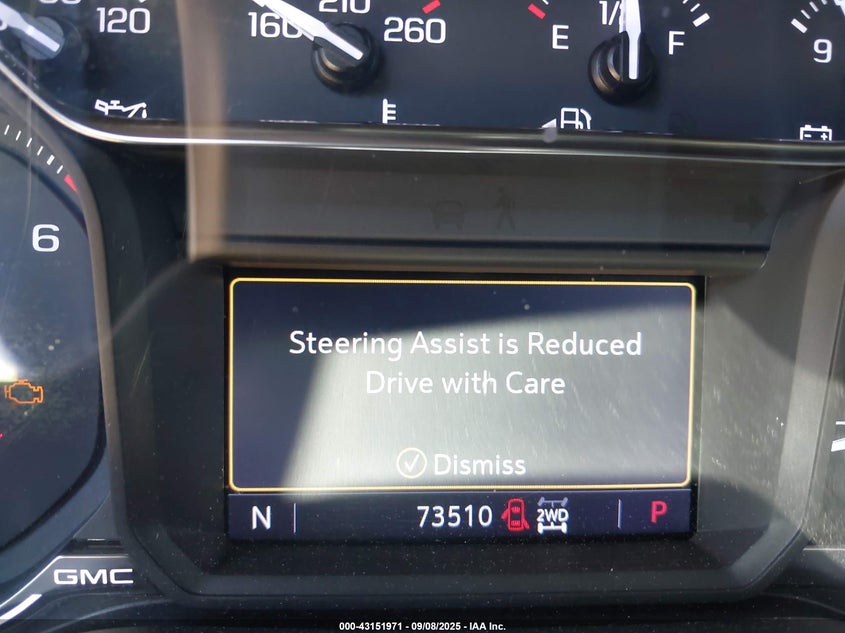 120
160
210
260
E
1/
F
9
6
Steering Assist is Reduced
Drive with Care
Dismiss
N
73510
2WD
P
GMC
000-43151971 - 09/08/2025 - IAA Inc.